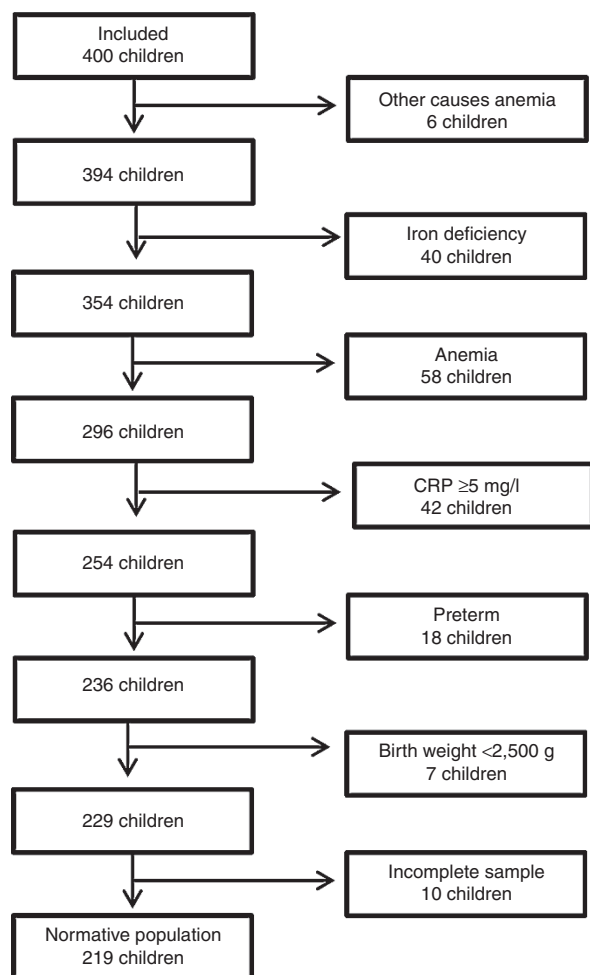 Included
400 children
Other causes anemia
6 children
394 children
Iron deficiency
40 children
354 children
Anemia
58 children
296 children
CRP ≥5 mg/l
42 children
254 children
Preterm
18 children
236 children
Birth weight <2,500 g
7 children
229 children
Incomplete sample
10 children
Normative population
219 children